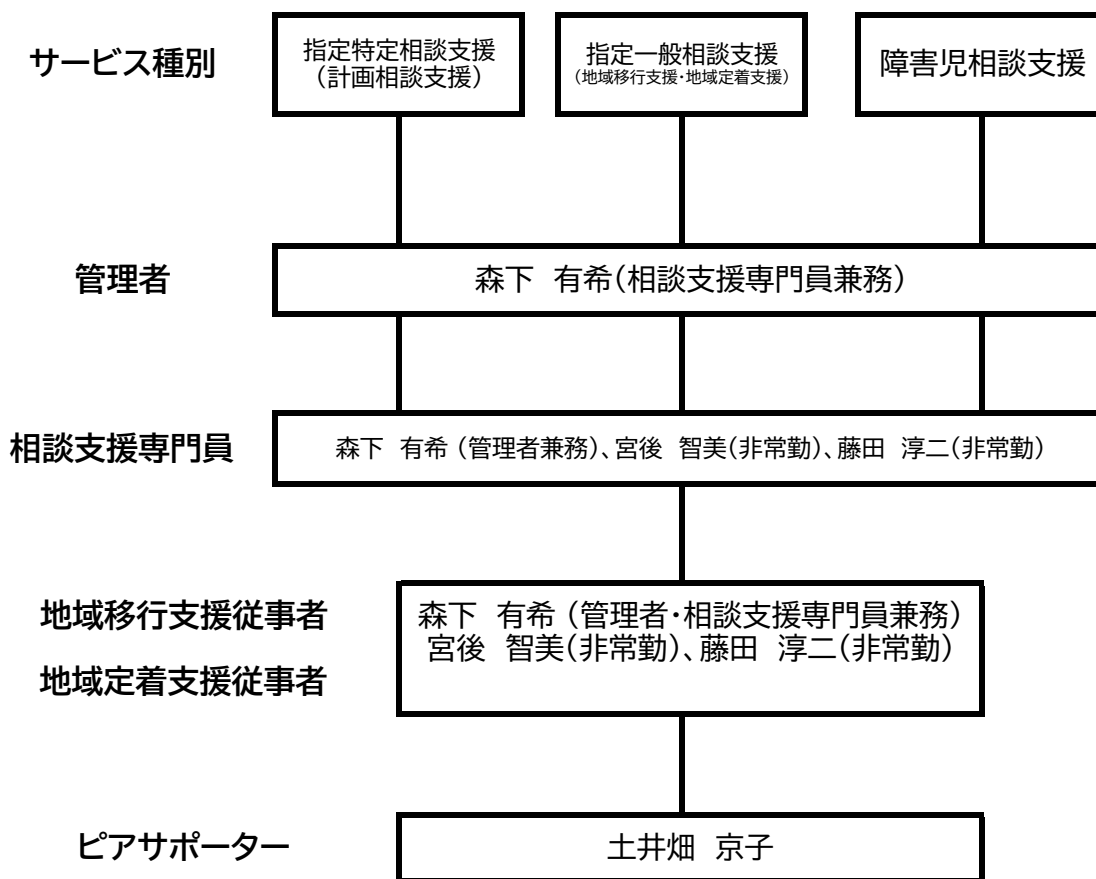 サービス種別
指定特定相談支援
（計画相談支援）
指定一般相談支援
（地域移行支援・地域定着支援）
障害児相談支援
管理者
森下　有希（相談支援専門員兼務）
相談支援専門員
森下　有希（管理者兼務）、宮後　智美（非常勤）、藤田　淳二（非常勤）
地域移行支援従事者
地域定着支援従事者
森下　有希（管理者・相談支援専門員兼務）
宮後　智美（非常勤）、藤田　淳二（非常勤）
ピアサポーター
土井畑　京子